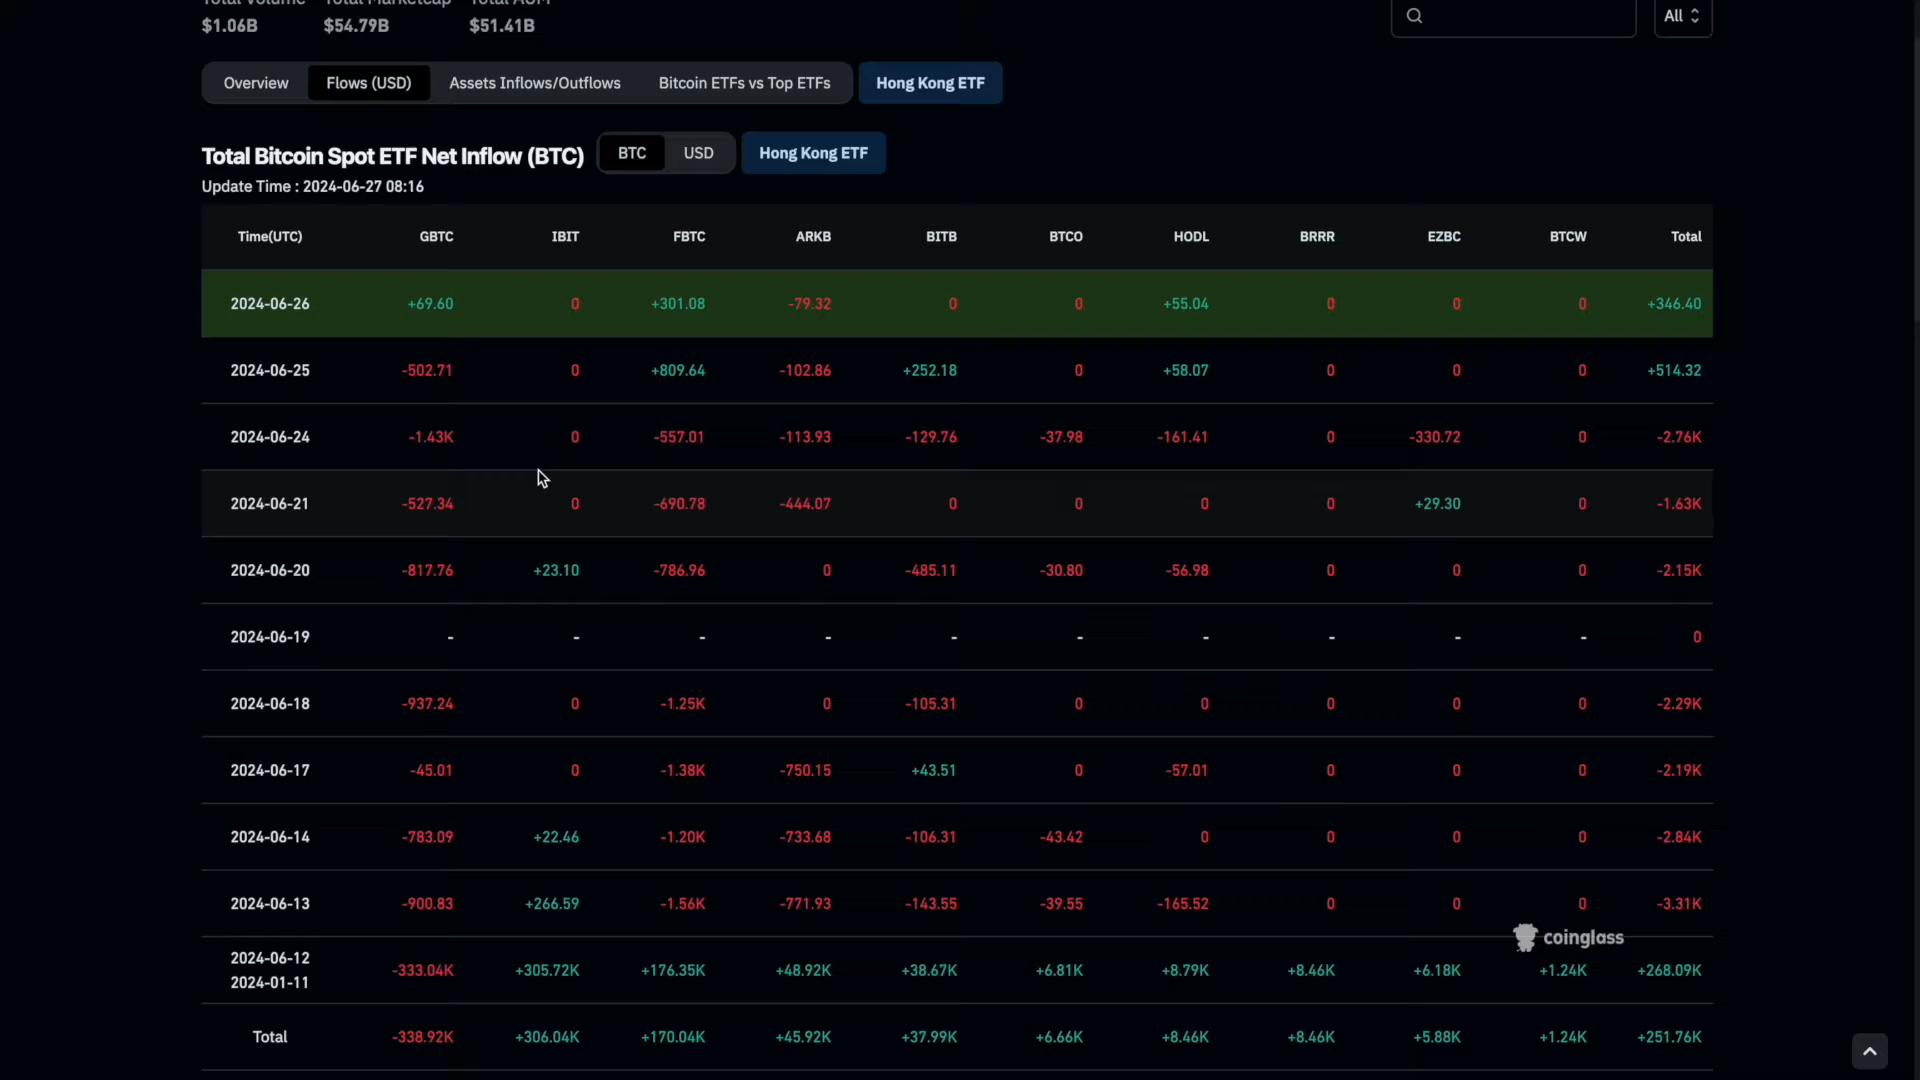 Total Volume Total Marketcap Total AUM
$1.06B $54.79B $51.41B
All
Overview Flows (USD) Assets Inflows/Outflows Bitcoin ETFs vs Top ETFs Hong Kong ETF
Total Bitcoin Spot ETF Net Inflow (BTC) BTC USD Hong Kong ETF
Update Time : 2024-06-27 08:16
Time(UTC) GBTC IBIT FBTC ARKB BITB BTCO HODL BRRR EZBC BTCW Total
2024-06-26 +69.60 0 +301.08 -79.32 0 0 +55.04 0 0 0 +346.40
2024-06-25 -502.71 0 +809.64 -102.86 +252.18 0 +58.07 0 0 0 +514.32
2024-06-24 -1.43K 0 -557.01 -113.93 -129.76 -37.98 -161.41 0 -330.72 0 -2.76K
2024-06-21 -527.34 0 -690.78 -444.07 0 0 0 0 +29.30 0 -1.63K
2024-06-20 -817.76 +23.10 -786.96 0 -485.11 -30.80 -56.98 0 0 0 -2.15K
2024-06-19 - - - - - - - - - - 0
2024-06-18 -937.24 0 -1.25K 0 -105.31 0 0 0 0 0 -2.29K
2024-06-17 -45.01 0 -1.38K -750.15 +43.51 0 -57.01 0 0 0 -2.19K
2024-06-14 -783.09 +22.46 -1.20K -733.68 -106.31 -43.42 0 0 0 0 -2.84K
2024-06-13 -900.83 +266.59 -1.56K -771.93 -143.55 -39.55 -165.52 0 0 0 -3.31K
coinglass
2024-06-12
2024-01-11 -333.04K +305.72K +176.35K +48.92K +38.67K +6.81K +8.79K +8.46K +6.18K +1.24K +268.09K
Total -338.92K +306.04K +170.04K +45.92K +37.99K +6.66K +8.46K +8.46K +5.88K +1.24K +251.76K